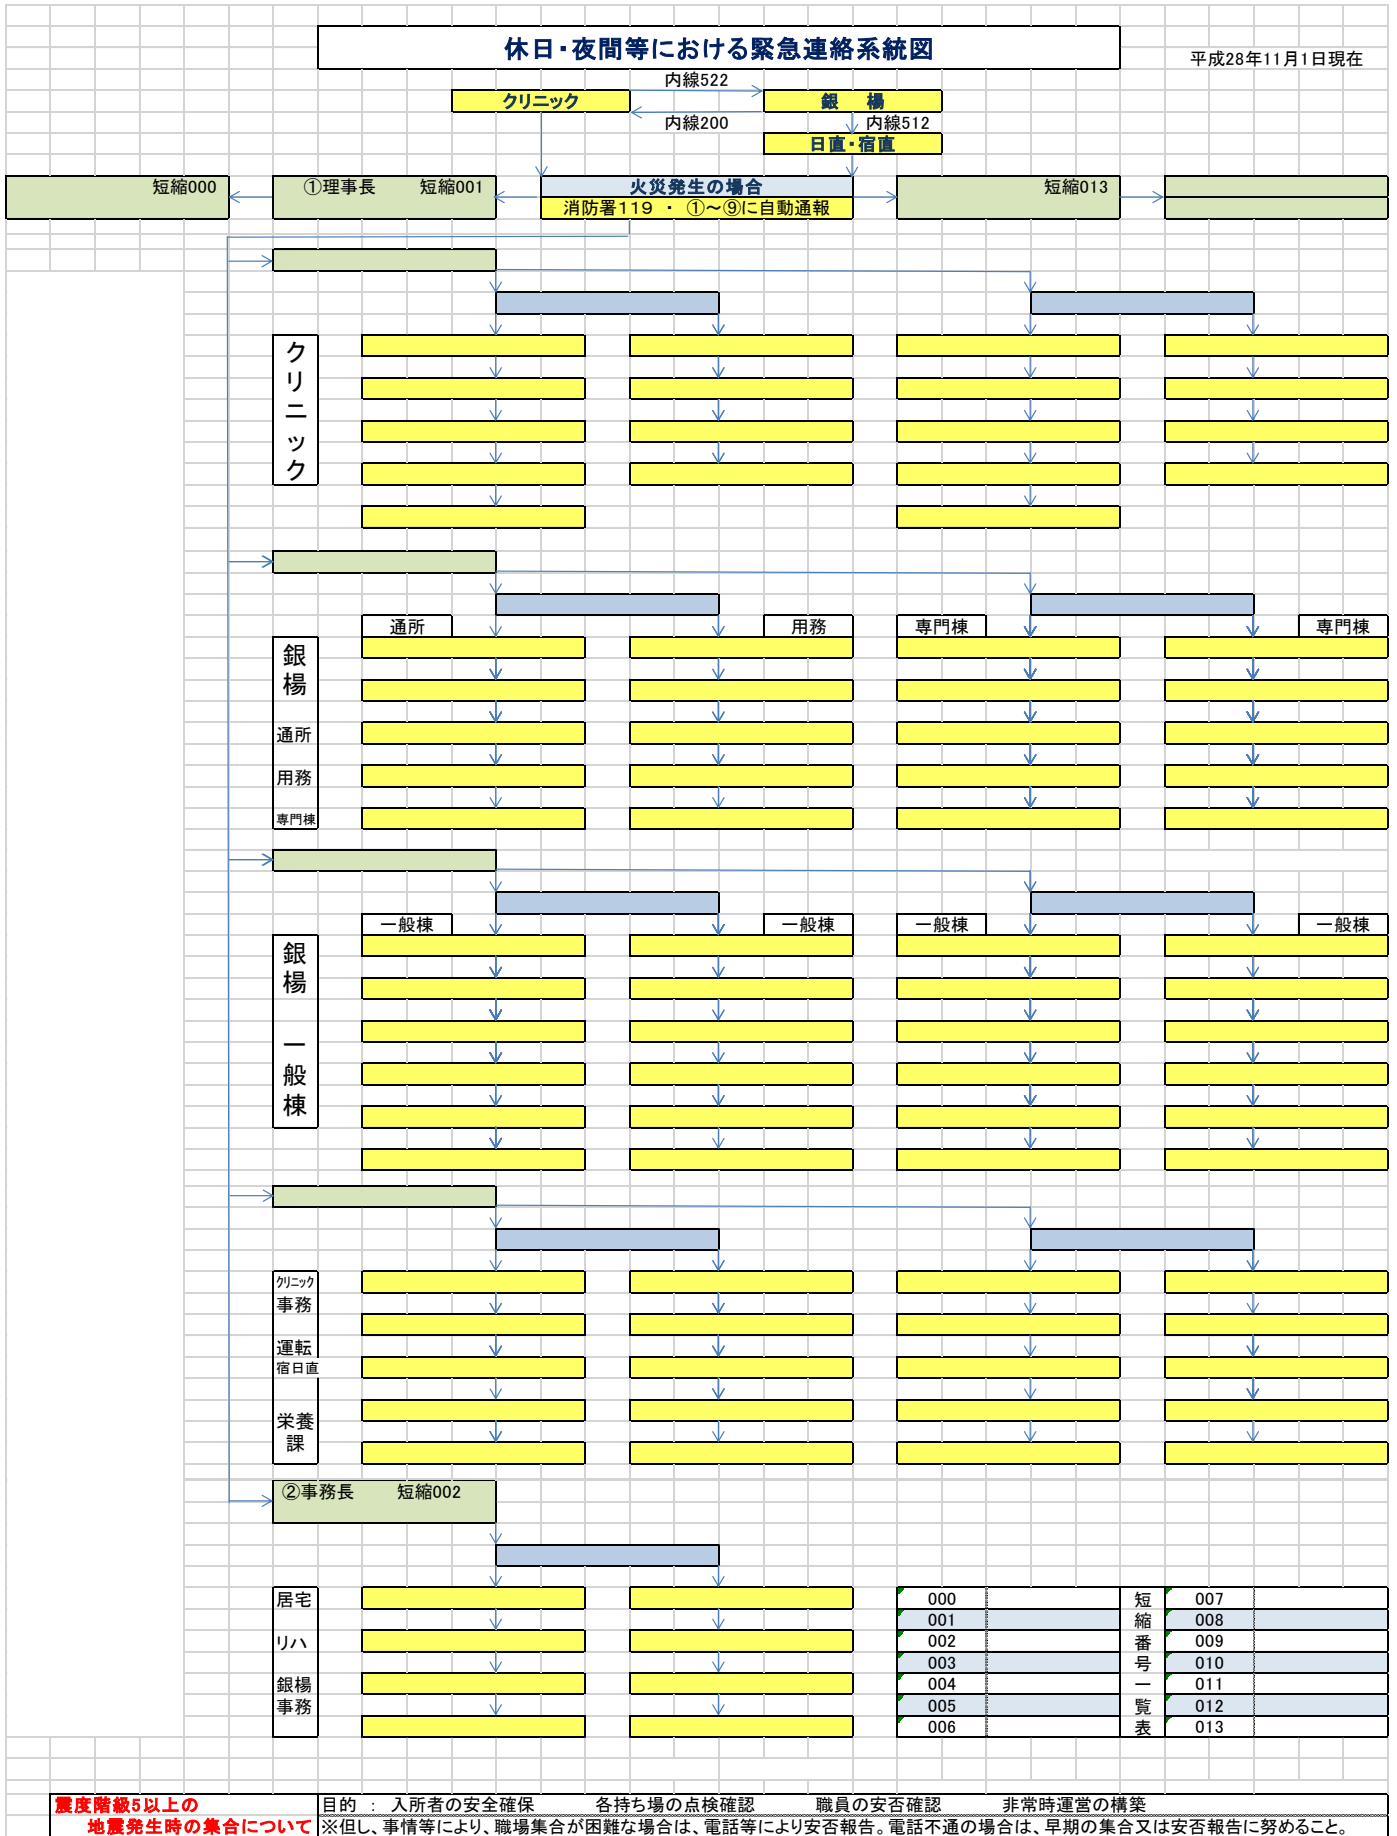 休日・夜間等における緊急連絡系統図
平成28年11月1日現在
内線522
クリニック
銀　楊
内線200
内線512
日直・宿直
短縮000
①理事長　短縮001
火災発生の場合
短縮013
消防署119 ・ ①～⑨に自動通報
クリニック
通所
用務
専門棟
専門棟
銀楊
通所
用務
専門棟
一般棟
一般棟
一般棟
一般棟
銀楊
一般棟
クリニック
事務
運転
宿日直
栄養
課
②事務長　短縮002
居宅
リハ
銀楊
事務
短縮番号一覧表
000
007
001
008
002
009
003
010
004
011
005
012
006
013
震度階級5以上の
地震発生時の集合について
目的 ： 入所者の安全確保　各持ち場の点検確認　職員の安否確認　非常時運営の構築
※但し、事情等により、職場集合が困難な場合は、電話等により安否報告。電話不通の場合は、早期の集合又は安否報告に努めること。